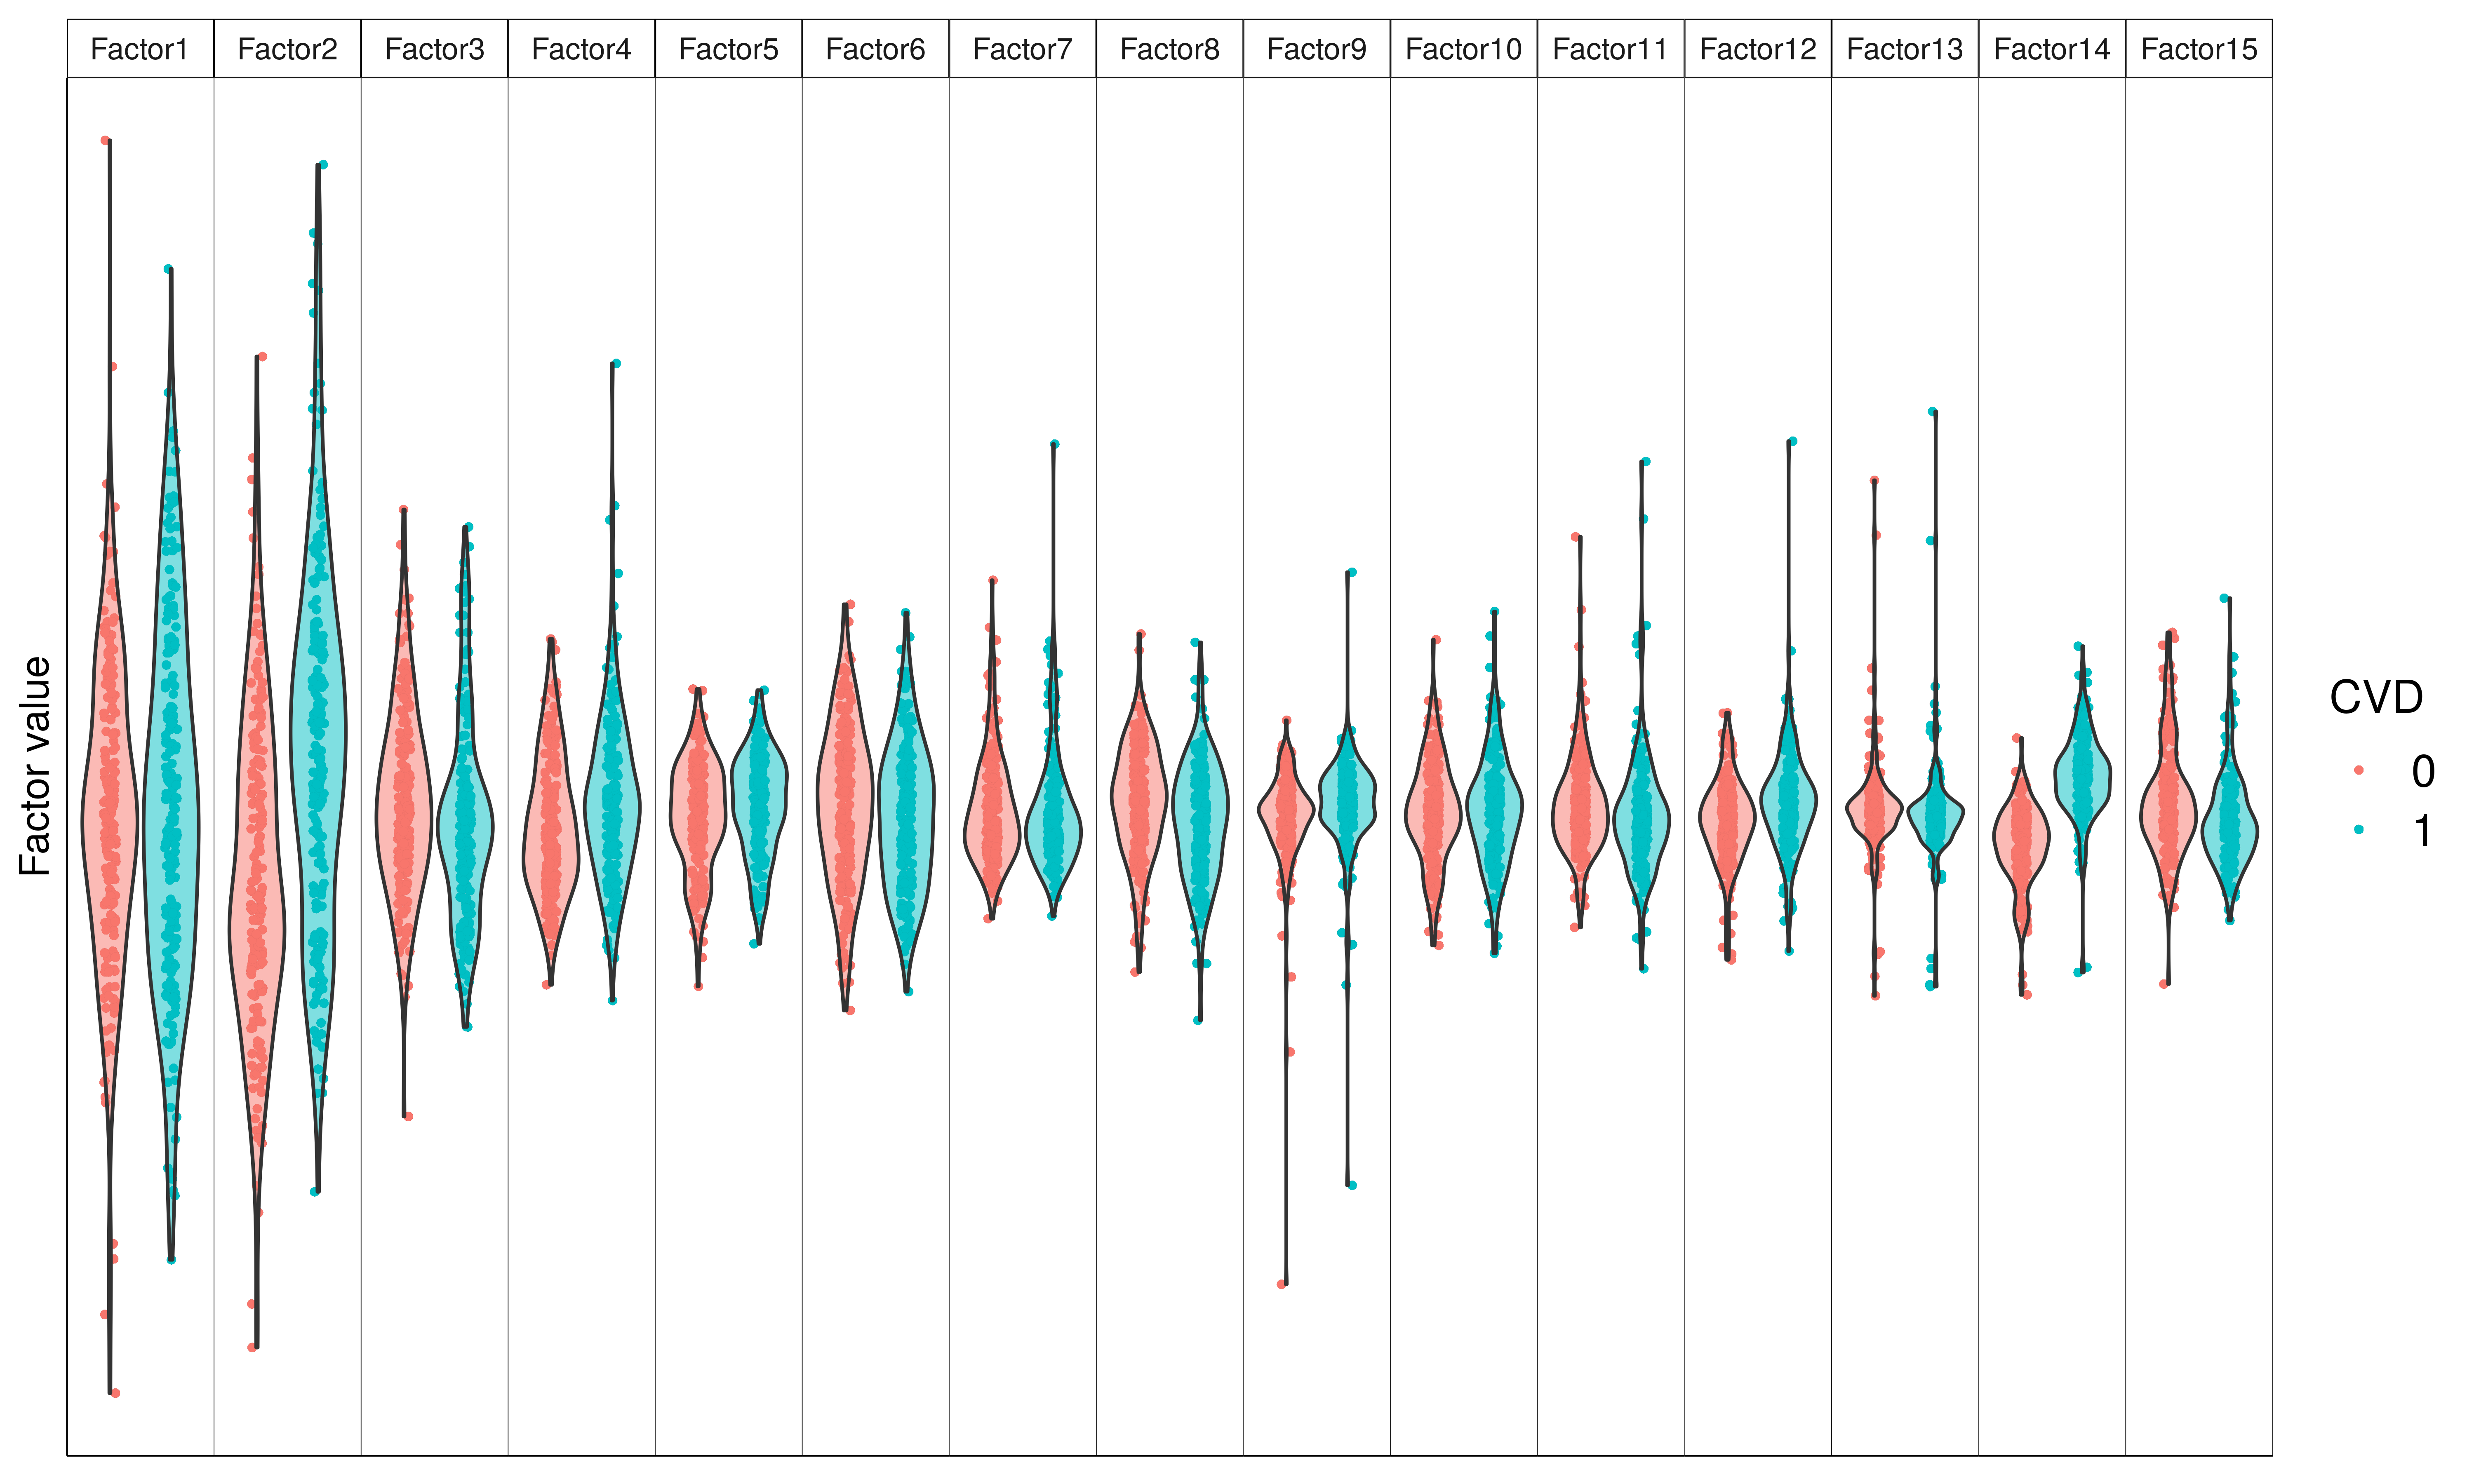 Factor1 Factor2 Factor3 Factor4 Factor5 Factor6 Factor7 Factor8 Factor9 Factor10 Factor11 Factor12 Factor13 Factor14 Factor15
Factor value
CVD
0
1